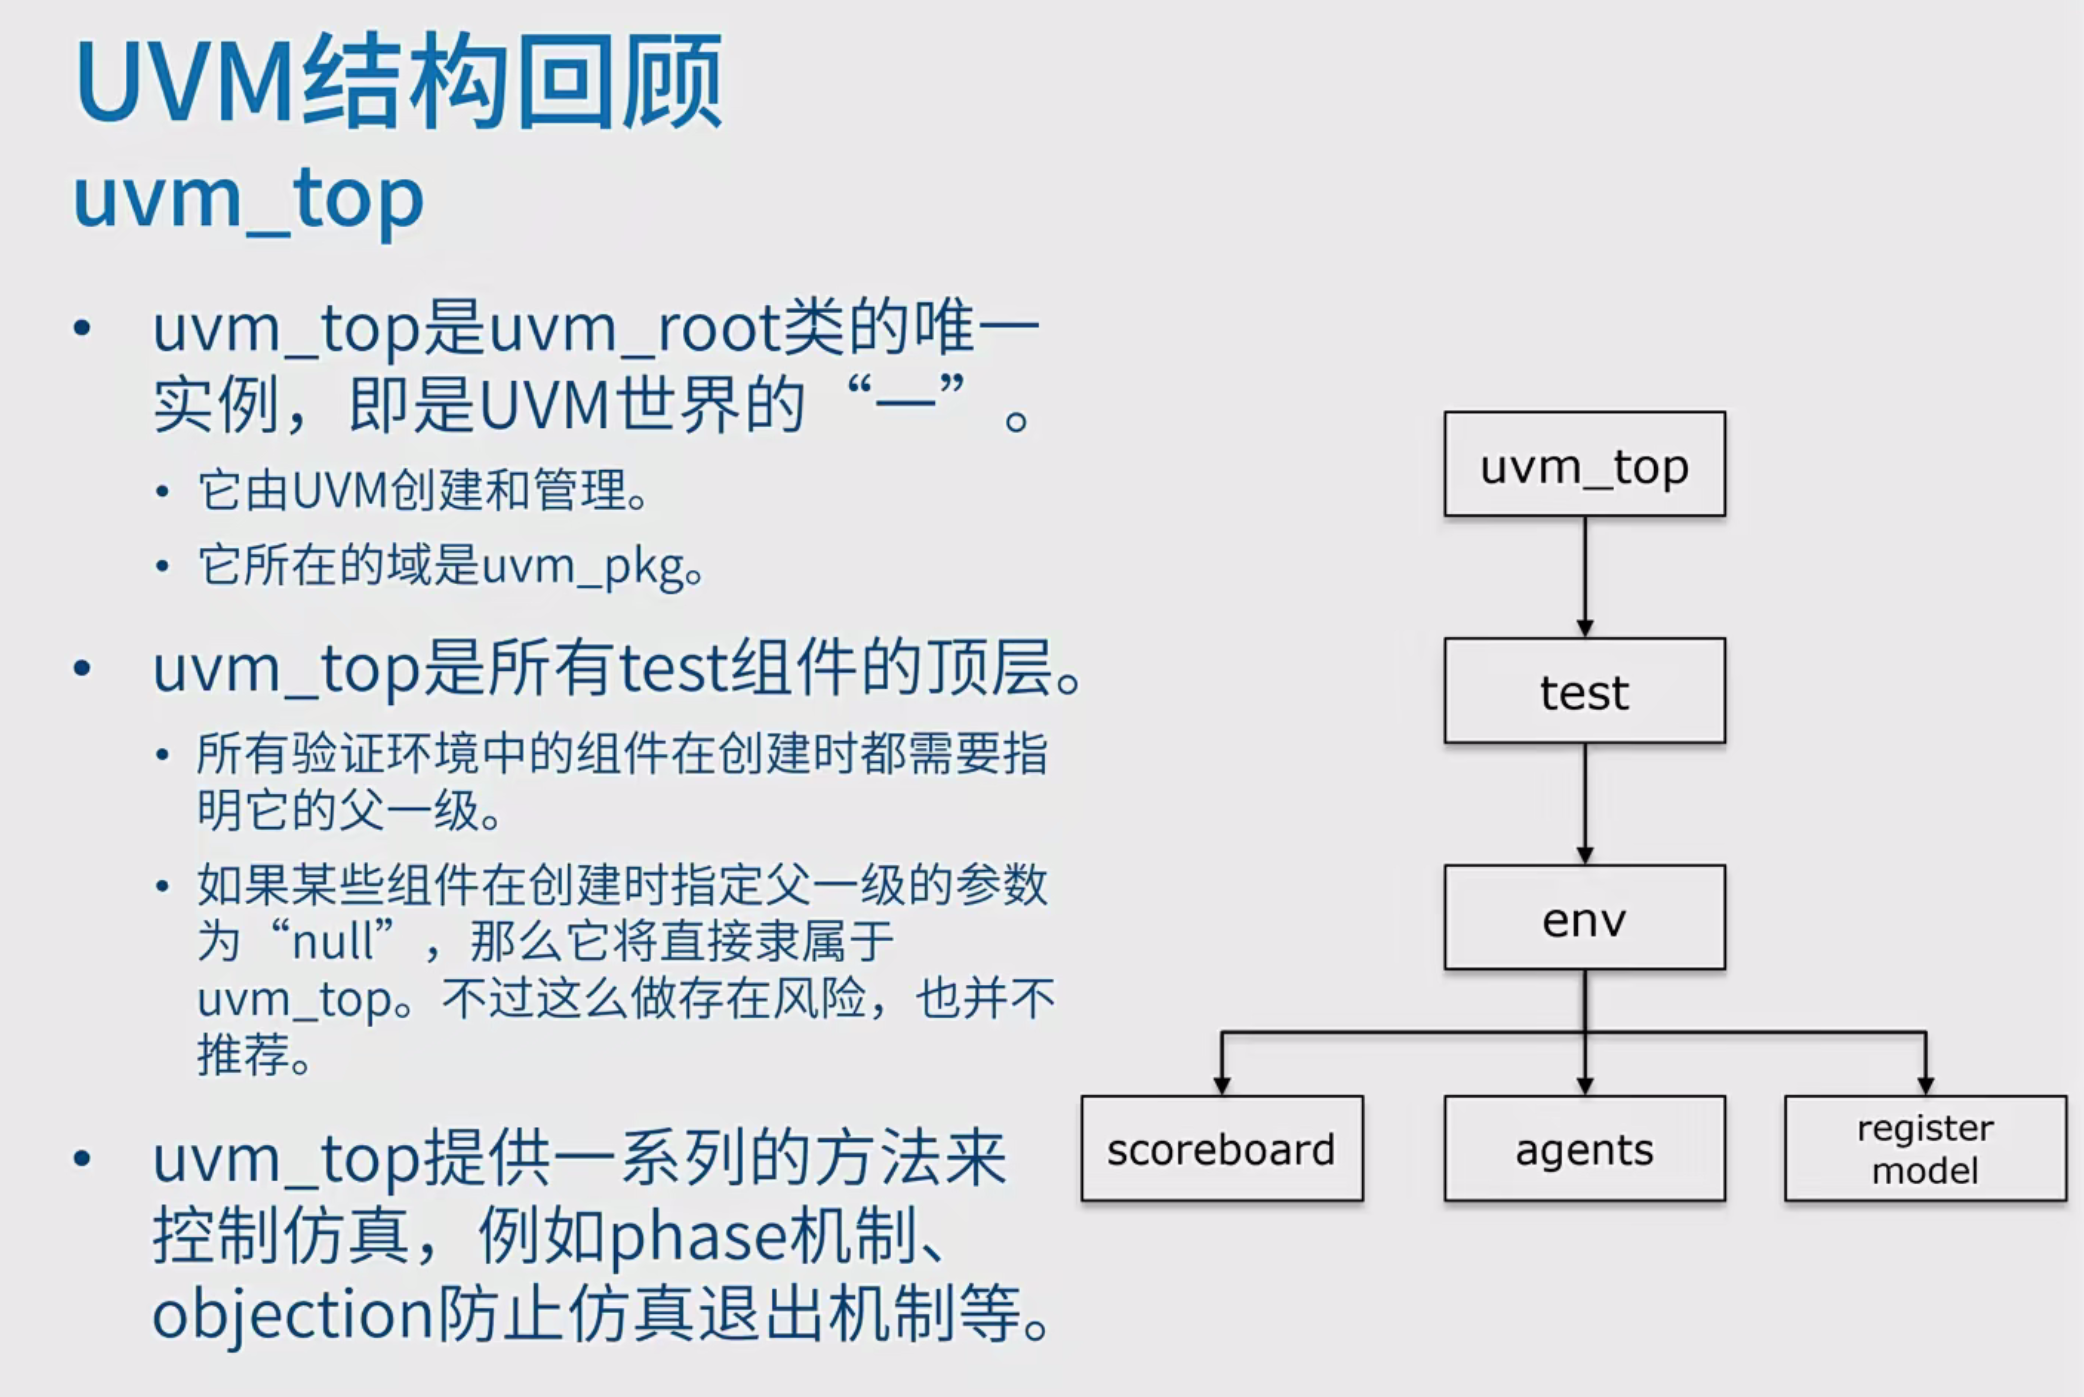 UVM结构回顾
uvm_top
• uvm_top是uvm_root类的唯一
实例，即是UVM世界的“一”。
• 它由UVM创建和管理。
• 它所在的域是uvm_pkg。
• uvm_top是所有test组件的顶层。
• 所有验证环境中的组件在创建时都需要指
明它的父一级。
• 如果某些组件在创建时指定父一级的参数
为“null”，那么它将直接隶属于
uvm_top。不过这么做存在风险，也并不
推荐。
• uvm_top提供一系列的方法来
控制仿真，例如phase机制、
objection防止仿真退出机制等。
uvm_top
test
env
scoreboard
agents
register
model